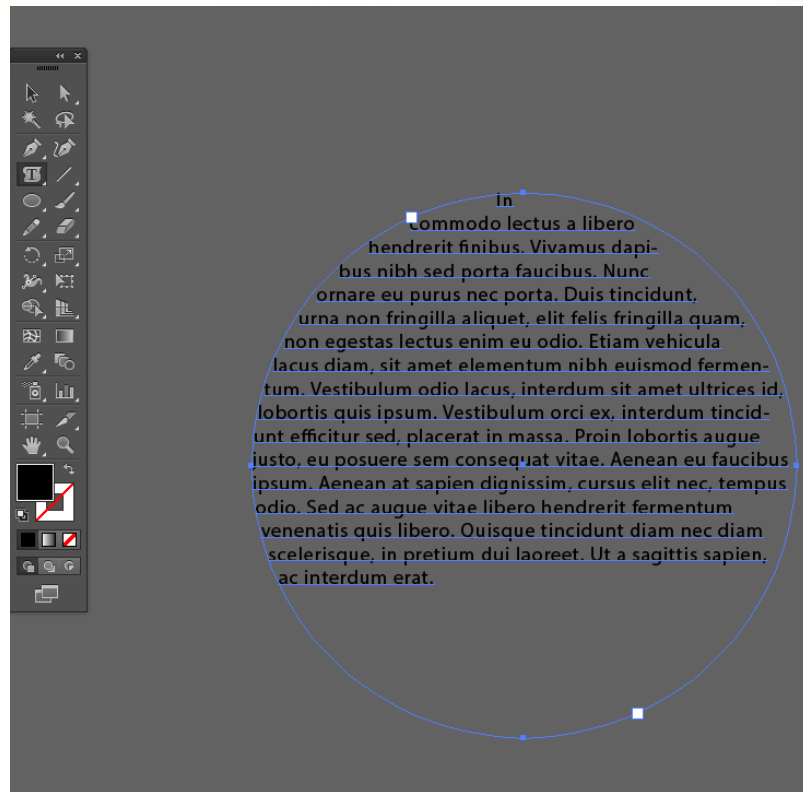 In
commodo lectus a libero
hendrerit finibus. Vivamus dapi-
bus nibh sed porta faucibus. Nunc
ornare eu purus nec porta. Duis tincidunt,
urna non fringilla aliquet, elit felis fringilla quam,
non egestas lectus enim eu odio. Etiam vehicula
lacus diam, sit amet elementum nibh euismod fermen-
tum. Vestibulum odio lacus, interdum sit amet ultrices id,
lobortis quis ipsum. Vestibulum orci ex, interdum tincid-
unt efficitur sed, placerat in massa. Proin lobortis augue
justo, eu posuere sem consequat vitae. Aenean eu faucibus
ipsum. Aenean at sapien dignissim, cursus elit nec, tempus
odio. Sed ac augue vitae libero hendrerit fermentum
venenatis quis libero. Quisque tincidunt diam nec diam
scelerisque, in pretium dui laoreet. Ut a sagittis sapien,
ac interdum erat.